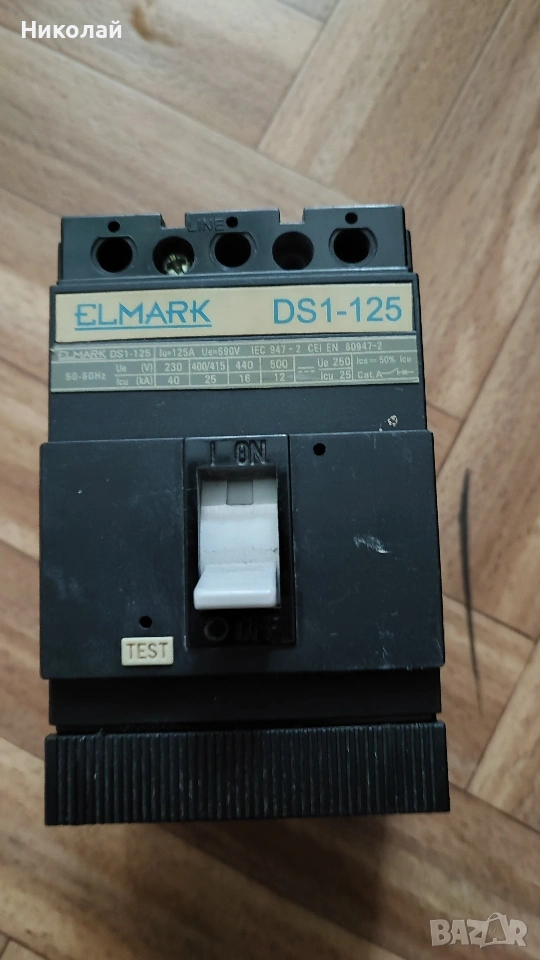 Николай
LINE
ELMARK DS1-125
ELMARK DS1-125 Iu=125A Ue=690V IEC 947-2 CEI EN 60947-2
50-60Hz Ue (V) 230 400/415 440 500 Ue 250 Ics=50% Icu
Icu (kA) 40 25 16 12 Icu 25 Cat.A
I ON
O OFF
TEST
BAZAR